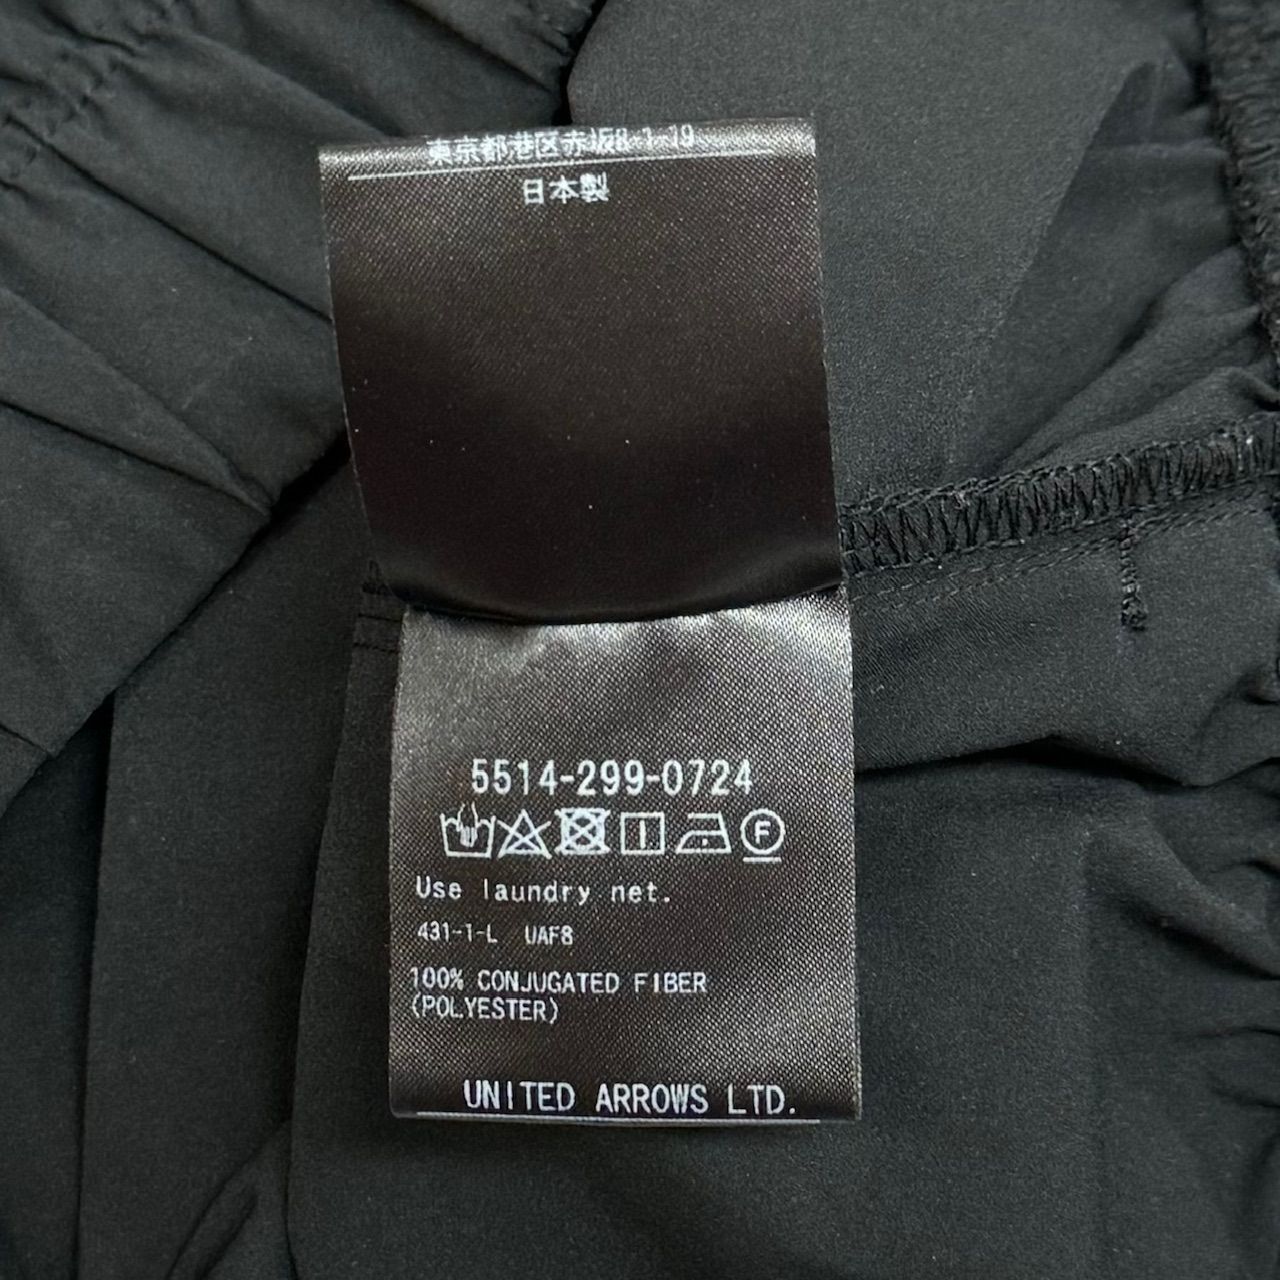 東京都港区赤坂8-1-19
日本製
5514-299-0724
F
Use laundry net.
431-1-L UAF8
100% CONJUGATED FIBER
(POLYESTER)
UNITED ARROWS LTD.